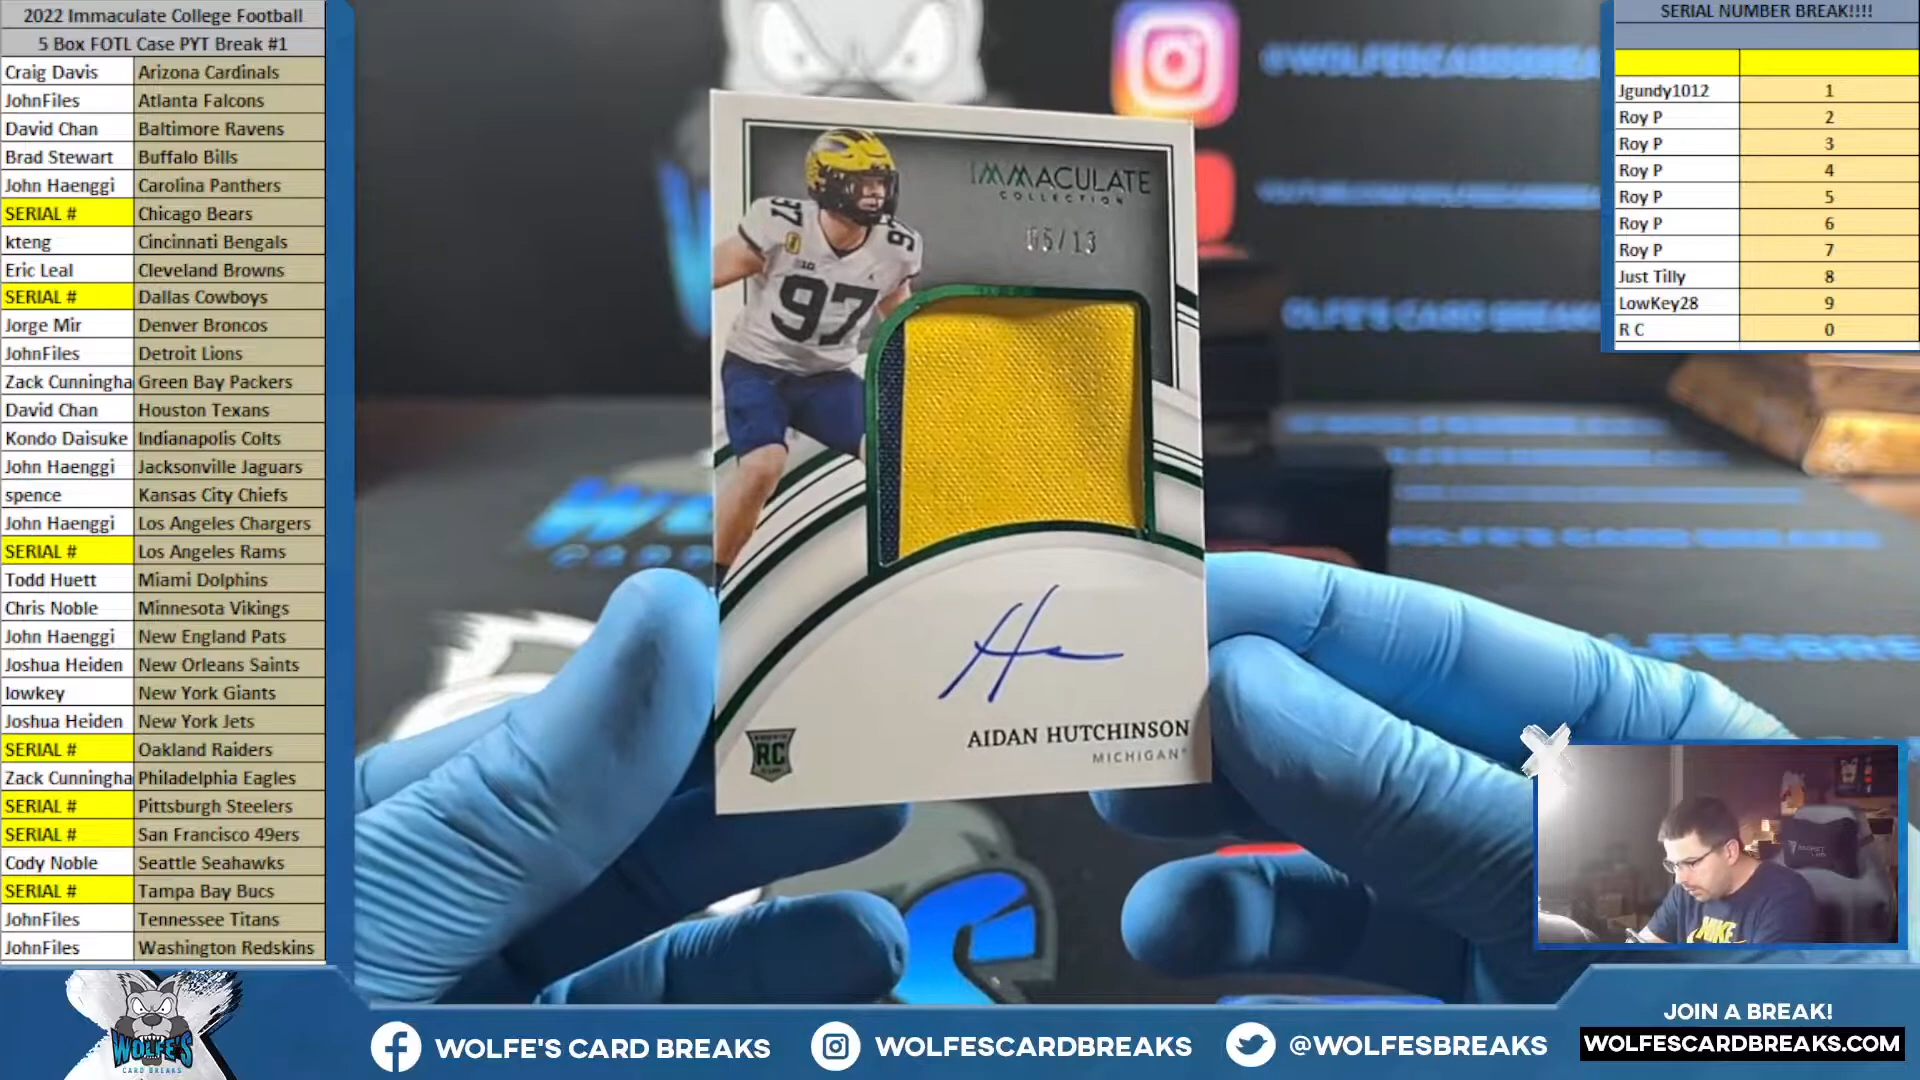 2022 Immaculate College Football
5 Box FOTL Case PYT Break #1
Craig Davis Arizona Cardinals
JohnFiles Atlanta Falcons
David Chan Baltimore Ravens
Brad Stewart Buffalo Bills
John Haenggi Carolina Panthers
SERIAL # Chicago Bears
kteng Cincinnati Bengals
Eric Leal Cleveland Browns
SERIAL # Dallas Cowboys
Jorge Mir Denver Broncos
JohnFiles Detroit Lions
Zack Cunningha Green Bay Packers
David Chan Houston Texans
Kondo Daisuke Indianapolis Colts
John Haenggi Jacksonville Jaguars
spence Kansas City Chiefs
John Haenggi Los Angeles Chargers
SERIAL # Los Angeles Rams
Todd Huett Miami Dolphins
Chris Noble Minnesota Vikings
John Haenggi New England Pats
Joshua Heiden New Orleans Saints
lowkey New York Giants
Joshua Heiden New York Jets
SERIAL # Oakland Raiders
Zack Cunningha Philadelphia Eagles
SERIAL # Pittsburgh Steelers
SERIAL # San Francisco 49ers
Cody Noble Seattle Seahawks
SERIAL # Tampa Bay Bucs
JohnFiles Tennessee Titans
JohnFiles Washington Redskins
IMMACULATE
COLLECTION
05/13
97
97
97
RC
AIDAN HUTCHINSON
MICHIGAN
SERIAL NUMBER BREAK!!!!
Jgundy1012 1
Roy P 2
Roy P 3
Roy P 4
Roy P 5
Roy P 6
Roy P 7
Just Tilly 8
LowKey28 9
R C 0
@WOLFESCARDBREA
NIKE
WOLFE'S
CARD BREAKS
WOLFE'S CARD BREAKS
WOLFESCARDBREAKS
@WOLFESBREAKS
JOIN A BREAK!
WOLFESCARDBREAKS.COM